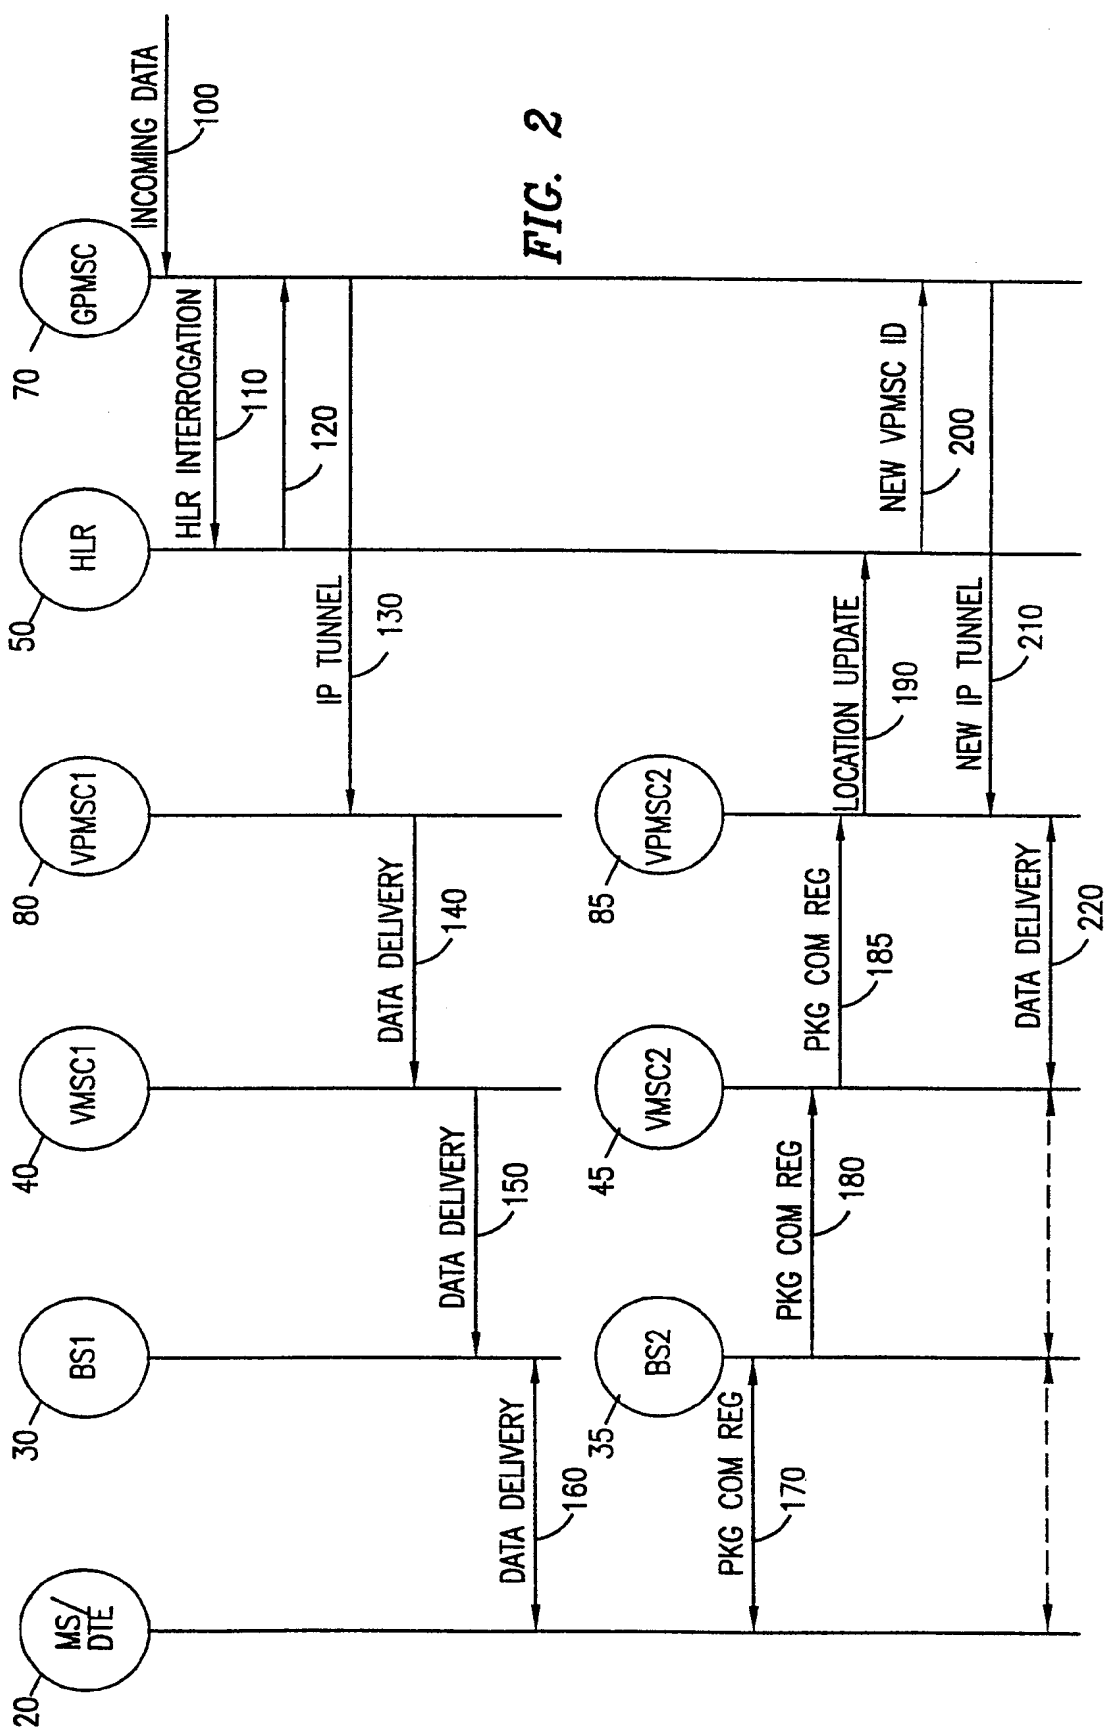 20
MS/
DTE
30
BS1
40
VMSC1
80
VPMSC1
50
HLR
70
GPMSC
INCOMING DATA
100
HLR INTERROGATION
110
120
IP TUNNEL
130
DATA DELIVERY
140
DATA DELIVERY
150
DATA DELIVERY
160
FIG. 2
35
BS2
45
VMSC2
85
VPMSC2
PKG COM REG
170
PKG COM REG
180
PKG COM REG
185
LOCATION UPDATE
190
NEW VPMSC ID
200
NEW IP TUNNEL
210
DATA DELIVERY
220